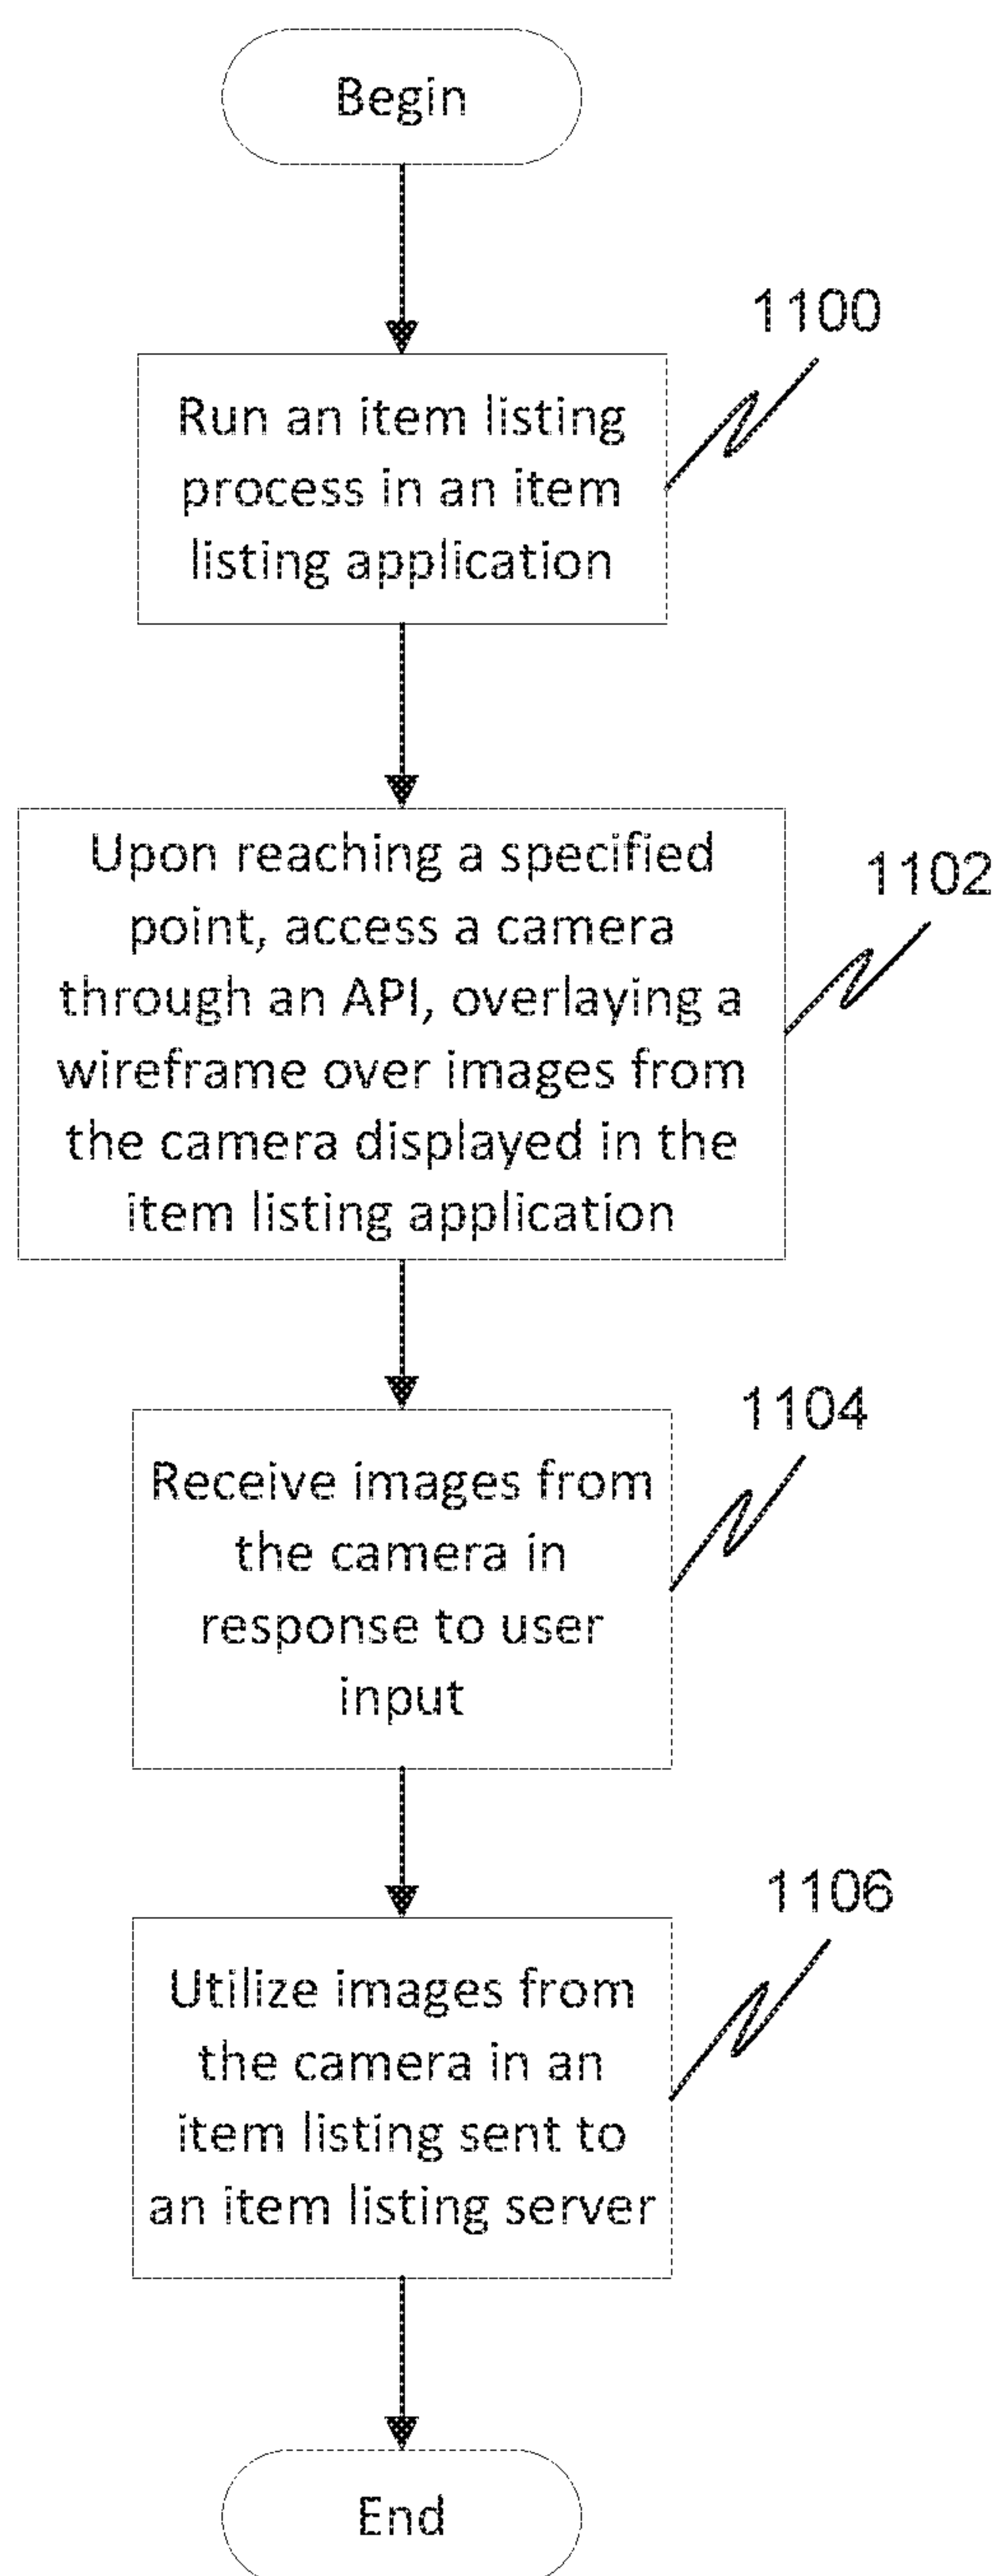 Begin
1100
Run an item listing
process in an item
listing application
1102
Upon reaching a specified
point, access a camera
through an API, overlaying a
wireframe over images from
the camera displayed in the
item listing application
1104
Receive images from
the camera in
response to user
input
1106
Utilize images from
the camera in an
item listing sent to
an item listing server
End